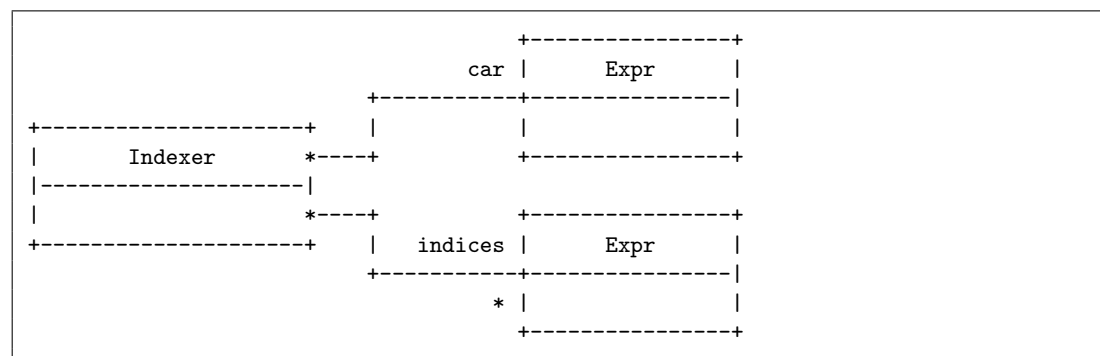 +----------------+
                                   car |      Expr      |
                           +-----------+----------------|
+---------------------+    |           |                |
|       Indexer       *----+           +----------------+
|---------------------|
|                     *----+           +----------------+
+---------------------+    |   indices |      Expr      |
                           +-----------+----------------|
                                     * |                |
                                       +----------------+